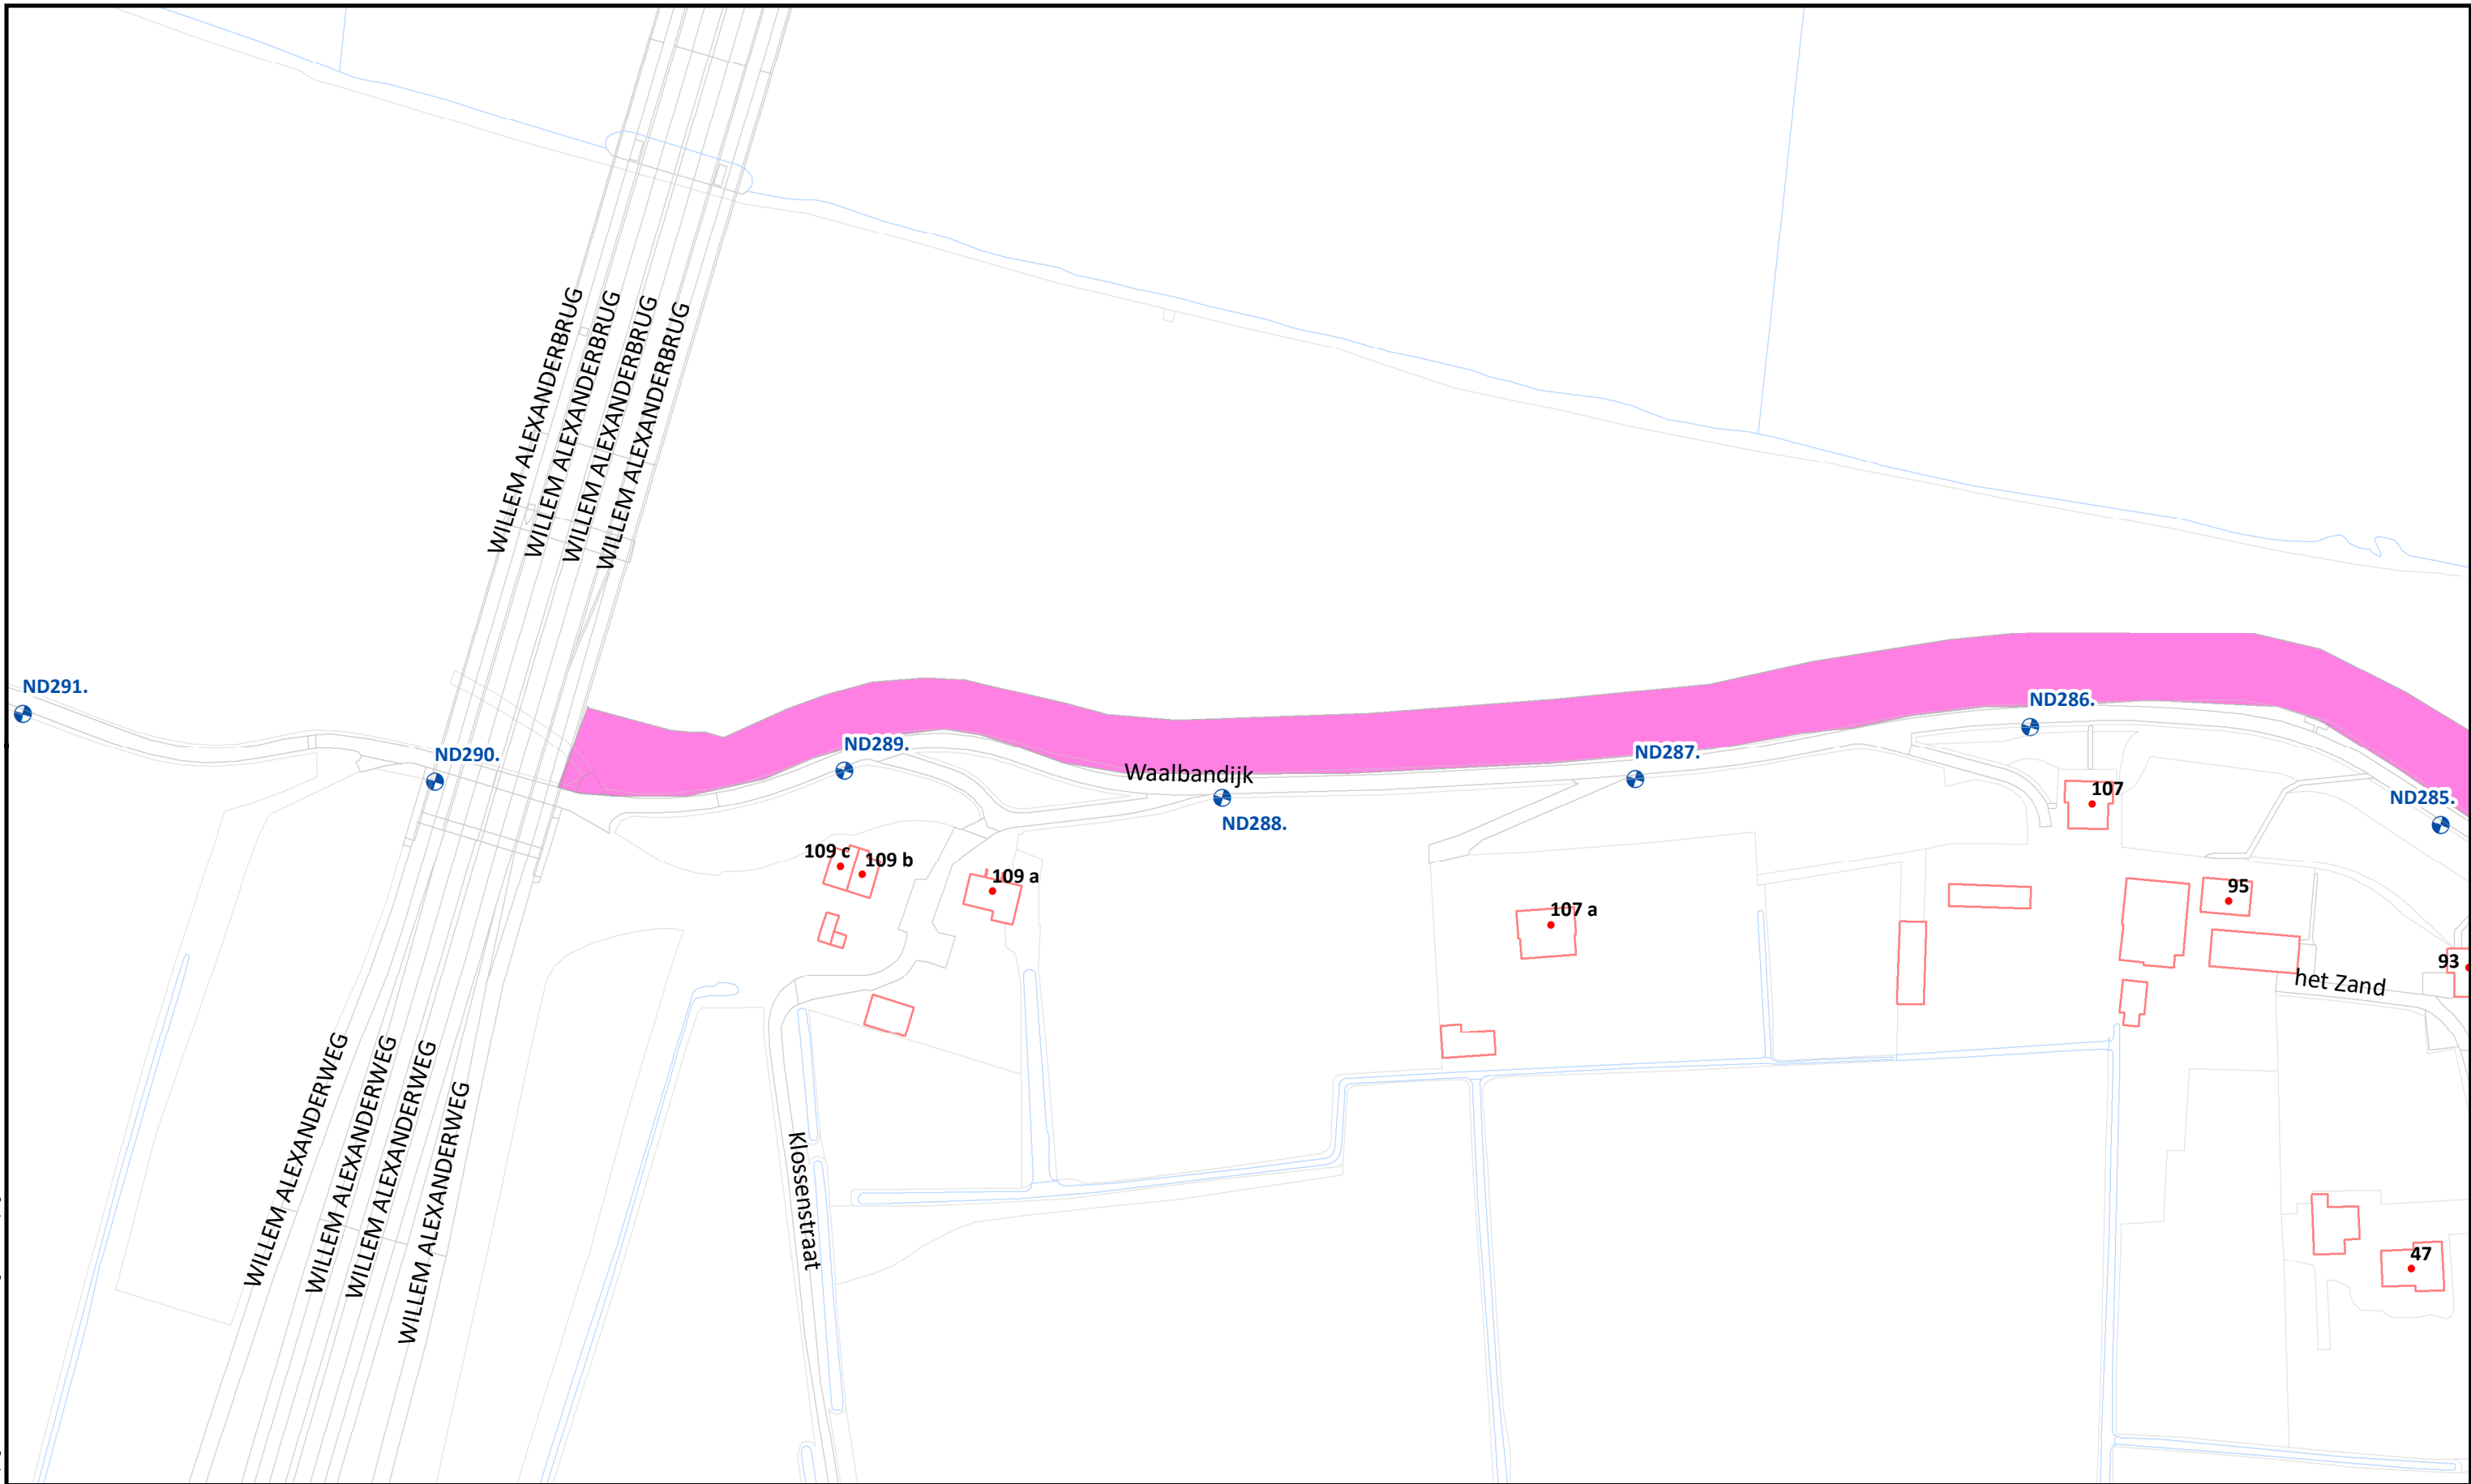 WILLEM ALEXANDERBRUG
WILLEM ALEXANDERBRUG
WILLEM ALEXANDERBRUG
WILLEM ALEXANDERBRUG
ND291.
ND290.
ND289.
Waalbandijk
ND288.
ND287.
ND286.
ND285.
107
109 c
109 b
109 a
107 a
95
93
het Zand
WILLEM ALEXANDERWEG
WILLEM ALEXANDERWEG
WILLEM ALEXANDERWEG
WILLEM ALEXANDERWEG
Klossenstraat
47